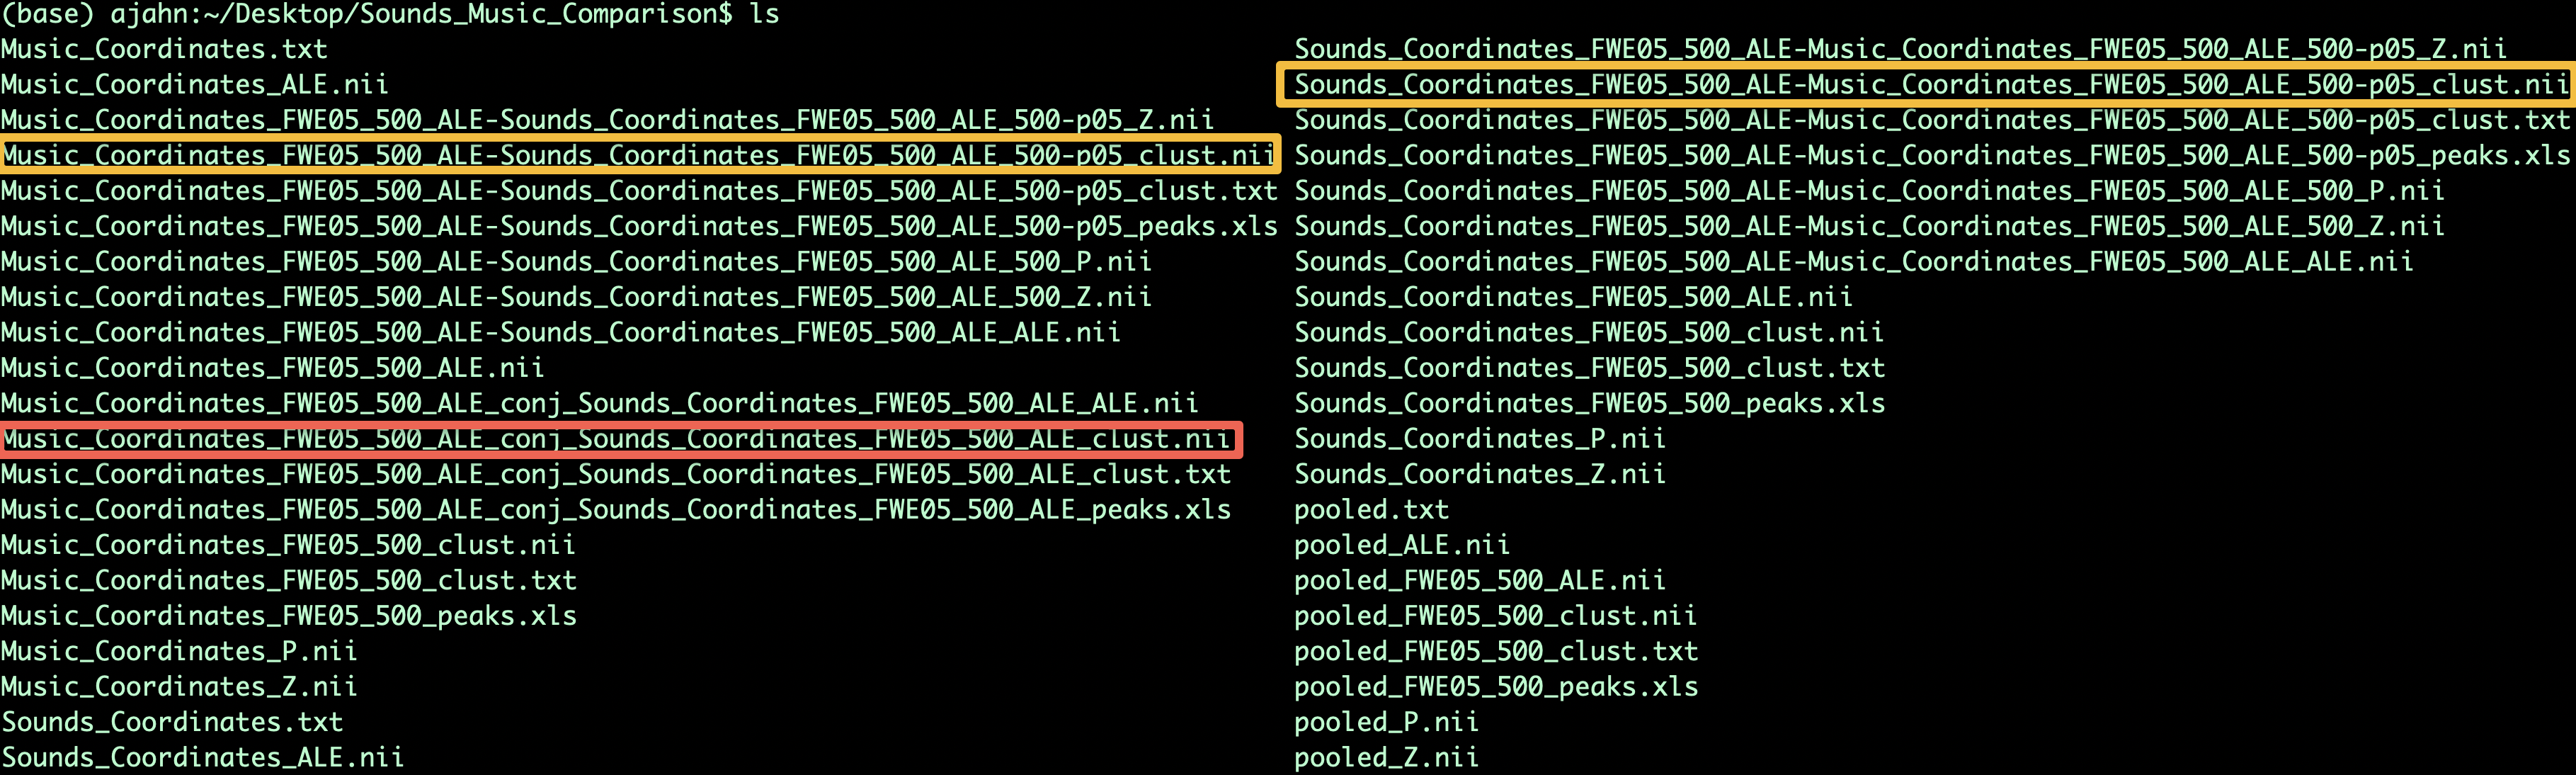 (base) ajahn:~/Desktop/Sounds_Music_Comparison$ ls
Music_Coordinates.txt
Music_Coordinates_ALE.nii
Music_Coordinates_FWE05_500_ALE-Sounds_Coordinates_FWE05_500_ALE_500-p05_Z.nii
Music_Coordinates_FWE05_500_ALE-Sounds_Coordinates_FWE05_500_ALE_500-p05_clust.nii
Music_Coordinates_FWE05_500_ALE-Sounds_Coordinates_FWE05_500_ALE_500-p05_clust.txt
Music_Coordinates_FWE05_500_ALE-Sounds_Coordinates_FWE05_500_ALE_500-p05_peaks.xls
Music_Coordinates_FWE05_500_ALE-Sounds_Coordinates_FWE05_500_ALE_500_P.nii
Music_Coordinates_FWE05_500_ALE-Sounds_Coordinates_FWE05_500_ALE_500_Z.nii
Music_Coordinates_FWE05_500_ALE-Sounds_Coordinates_FWE05_500_ALE_ALE.nii
Music_Coordinates_FWE05_500_ALE.nii
Music_Coordinates_FWE05_500_ALE_conj_Sounds_Coordinates_FWE05_500_ALE_ALE.nii
Music_Coordinates_FWE05_500_ALE_conj_Sounds_Coordinates_FWE05_500_ALE_clust.nii
Music_Coordinates_FWE05_500_ALE_conj_Sounds_Coordinates_FWE05_500_ALE_clust.txt
Music_Coordinates_FWE05_500_ALE_conj_Sounds_Coordinates_FWE05_500_ALE_peaks.xls
Music_Coordinates_FWE05_500_clust.nii
Music_Coordinates_FWE05_500_clust.txt
Music_Coordinates_FWE05_500_peaks.xls
Music_Coordinates_P.nii
Music_Coordinates_Z.nii
Sounds_Coordinates.txt
Sounds_Coordinates_ALE.nii
Sounds_Coordinates_FWE05_500_ALE-Music_Coordinates_FWE05_500_ALE_500-p05_Z.nii
Sounds_Coordinates_FWE05_500_ALE-Music_Coordinates_FWE05_500_ALE_500-p05_clust.nii
Sounds_Coordinates_FWE05_500_ALE-Music_Coordinates_FWE05_500_ALE_500-p05_clust.txt
Sounds_Coordinates_FWE05_500_ALE-Music_Coordinates_FWE05_500_ALE_500-p05_peaks.xls
Sounds_Coordinates_FWE05_500_ALE-Music_Coordinates_FWE05_500_ALE_500_P.nii
Sounds_Coordinates_FWE05_500_ALE-Music_Coordinates_FWE05_500_ALE_500_Z.nii
Sounds_Coordinates_FWE05_500_ALE-Music_Coordinates_FWE05_500_ALE_ALE.nii
Sounds_Coordinates_FWE05_500_ALE.nii
Sounds_Coordinates_FWE05_500_clust.nii
Sounds_Coordinates_FWE05_500_clust.txt
Sounds_Coordinates_FWE05_500_peaks.xls
Sounds_Coordinates_P.nii
Sounds_Coordinates_Z.nii
pooled.txt
pooled_ALE.nii
pooled_FWE05_500_ALE.nii
pooled_FWE05_500_clust.nii
pooled_FWE05_500_clust.txt
pooled_FWE05_500_peaks.xls
pooled_P.nii
pooled_Z.nii